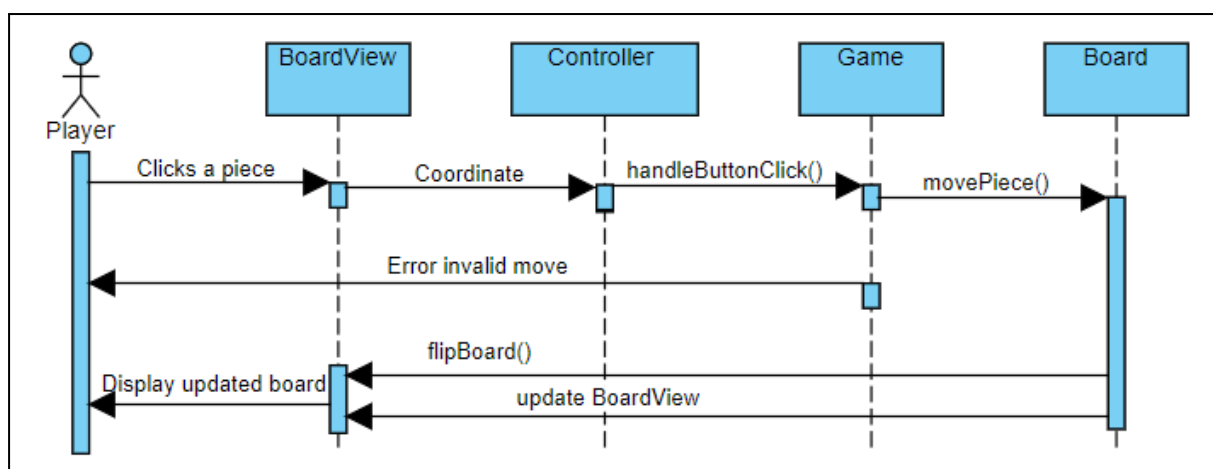 BoardView
Controller
Game
Board
Player
Clicks a piece
Coordinate
handleButtonClick()
movePiece()
Error invalid move
flipBoard()
Display updated board
update BoardView